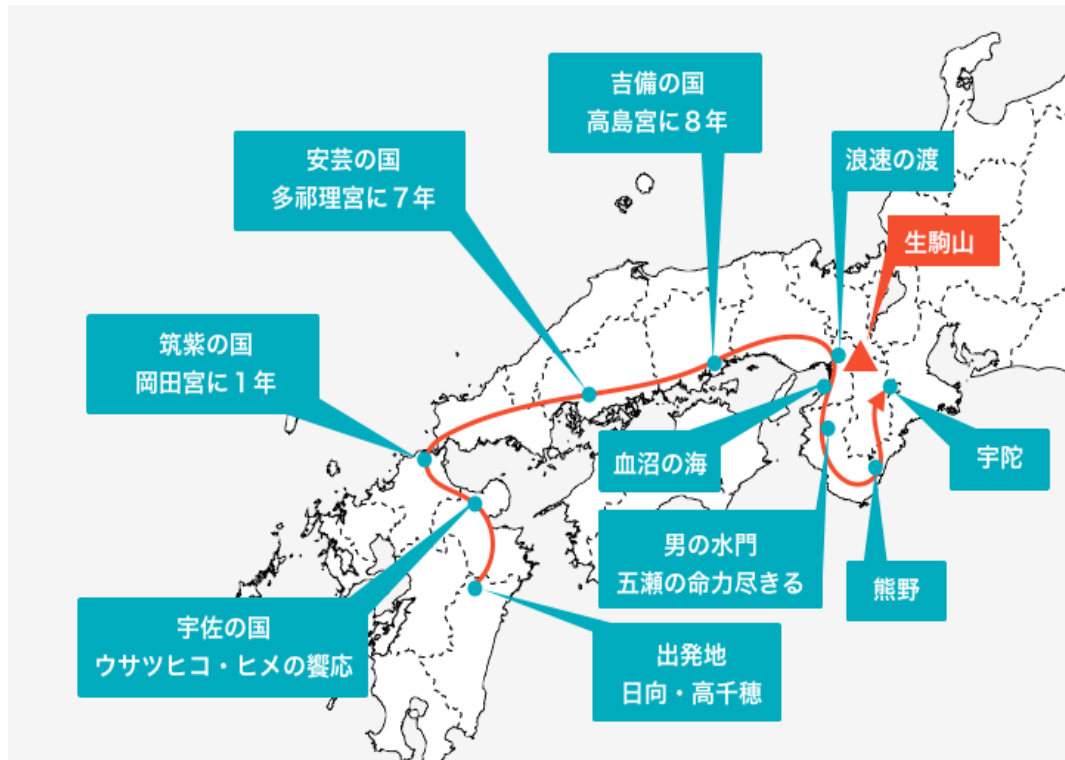 吉備の国
高島宮に８年
安芸の国
多祁理宮に７年
浪速の渡
生駒山
筑紫の国
岡田宮に１年
血沼の海
宇陀
男の水門
五瀬の命力尽きる
熊野
宇佐の国
ウサツヒコ・ヒメの饗応
出発地
日向・高千穂